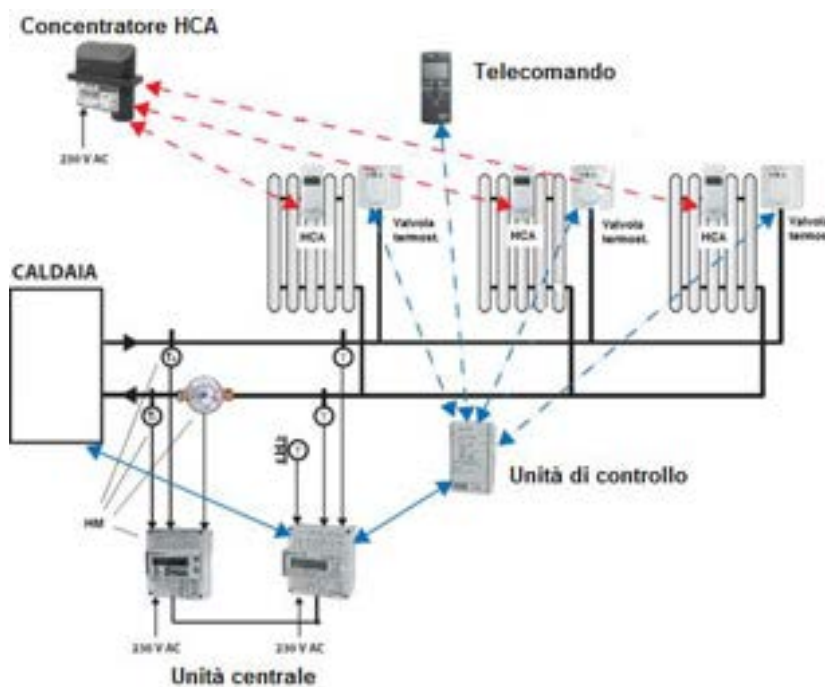 Concentratore HCA
Telecomando
230 V AC
Valvola
termost.
HCA
Valvola
termost.
HCA
Valvola
termost.
HCA
CALDAIA
T
T
Unità di controllo
HM
230 V AC
230 V AC
Unità centrale